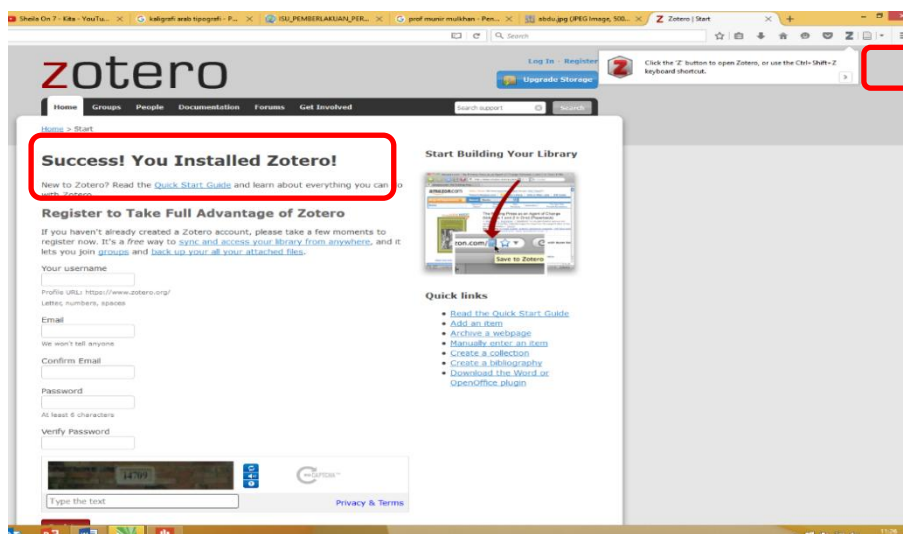 Sheila On 7 - Kita - YouTu...
kaligrafi arab tipografi - P...
ISU_PEMBERLAKUAN_PER...
prof munir mulkhan - Pen...
abdu.jpg (JPEG Image, 500...
Zotero | Start
Search
zotero
Log In · Register
Upgrade Storage
Click the 'Z' button to open Zotero, or use the Ctrl-Shift-Z
keyboard shortcut.
Home Groups People Documentation Forums Get Involved
Search support
Search
Home > Start
Success! You Installed Zotero!
New to Zotero? Read the Quick Start Guide and learn about everything you can do
with Zotero.
Register to Take Full Advantage of Zotero
If you haven't already created a Zotero account, please take a few moments to
register now. It's a free way to sync and access your library from anywhere, and it
lets you join groups and back up your all your attached files.
Your username
Profile URL: https://www.zotero.org/
Letter, numbers, spaces
Email
We won't tell anyone
Confirm Email
Password
At least 6 characters
Verify Password
14709
Type the text
Privacy & Terms
Start Building Your Library
zon.com/
Save to Zotero
Quick links
Read the Quick Start Guide
Add an item
Archive a webpage
Manually enter an item
Create a collection
Create a bibliography
Download the Word or
OpenOffice plugin